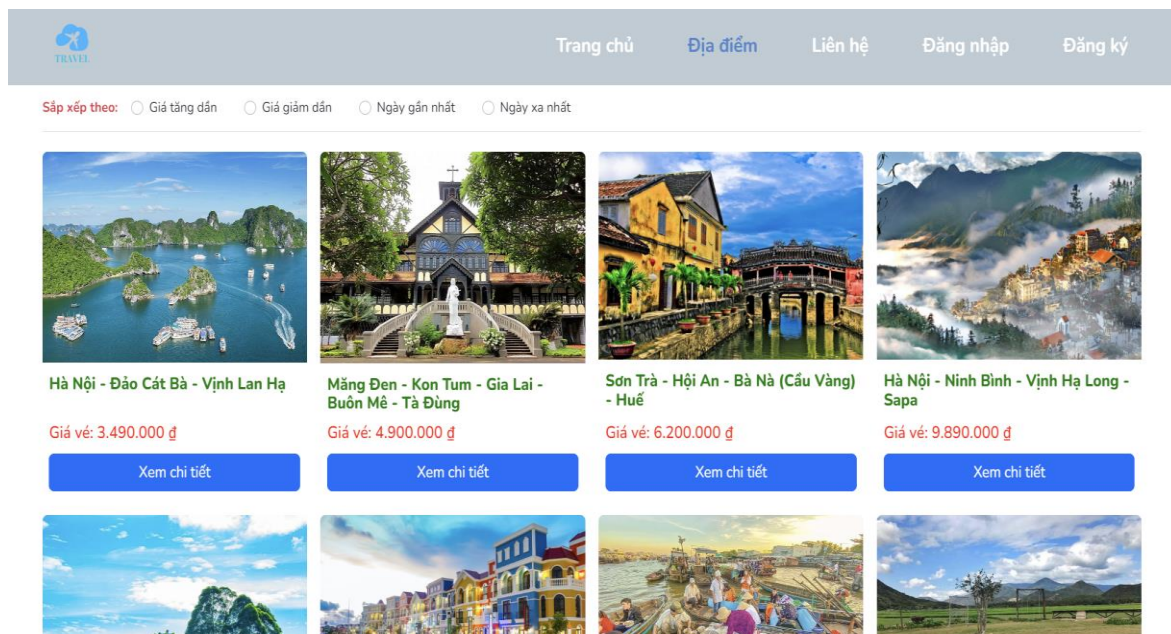 TRAVEL
Trang chủ Địa điểm Liên hệ Đăng nhập Đăng ký
Sắp xếp theo: Giá tăng dần Giá giảm dần Ngày gần nhất Ngày xa nhất
Hà Nội - Đảo Cát Bà - Vịnh Lan Hạ
Giá vé: 3.490.000 ₫
Xem chi tiết
Măng Đen - Kon Tum - Gia Lai -
Buôn Mê - Tà Đùng
Giá vé: 4.900.000 ₫
Xem chi tiết
Sơn Trà - Hội An - Bà Nà (Cầu Vàng)
- Huế
Giá vé: 6.200.000 ₫
Xem chi tiết
Hà Nội - Ninh Bình - Vịnh Hạ Long -
Sapa
Giá vé: 9.890.000 ₫
Xem chi tiết